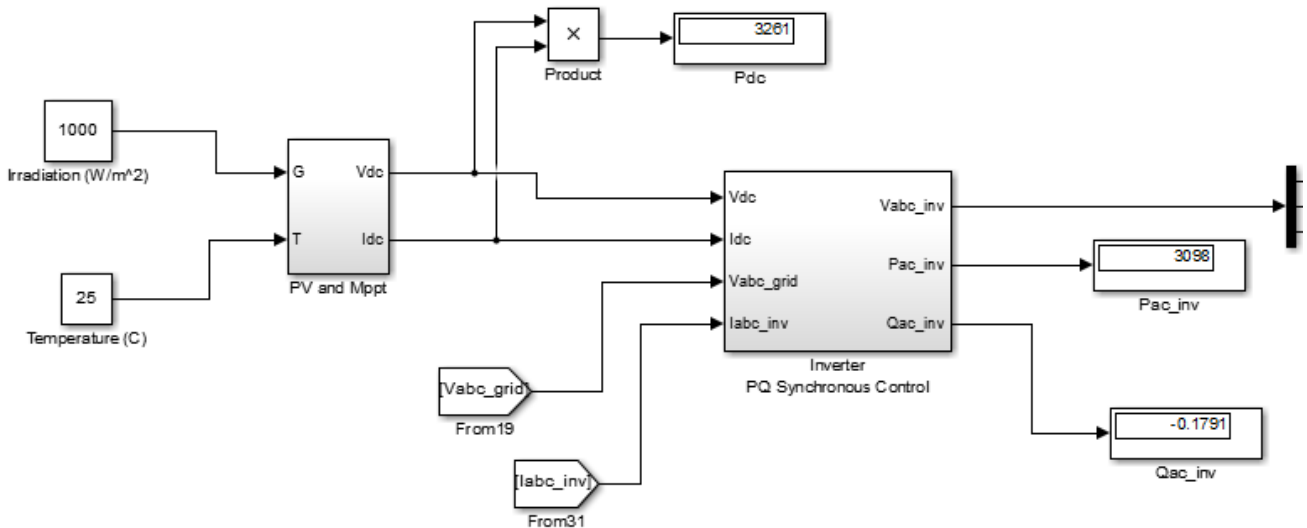 3261
Pdc
×
Product
1000
Irradiation (W/m^2)
G
T
Vdc
Idc
PV and Mppt
25
Temperature (C)
Vdc
Idc
Vabc_grid
Iabc_inv
Vabc_inv
Pac_inv
Qac_inv
Inverter
PQ Synchronous Control
3098
Pac_inv
[Vabc_grid]
From19
[Iabc_inv]
From31
-0.1791
Qac_inv